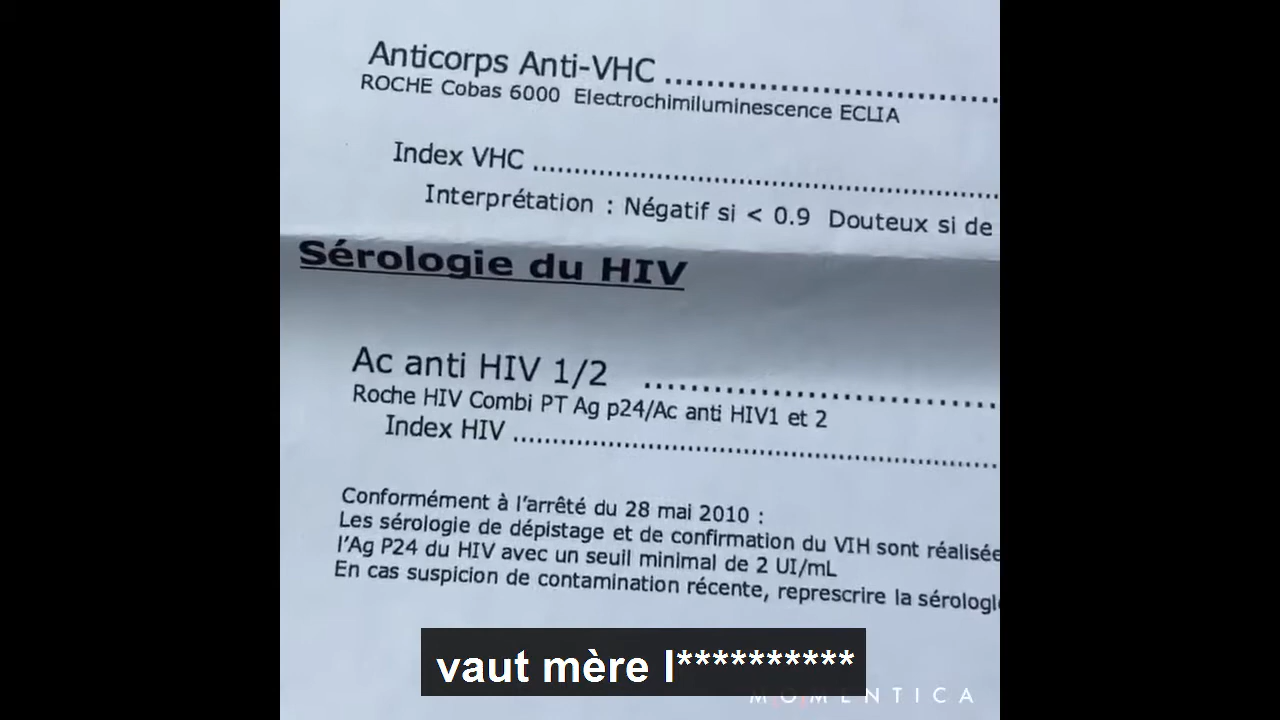 Anticorps Anti-VHC ........................................
ROCHE Cobas 6000 Electrochimiluminescence ECLIA
Index VHC ............................................................
Interprétation : Négatif si < 0.9 Douteux si de
Sérologie du HIV
Ac anti HIV 1/2 ........................................
Roche HIV Combi PT Ag p24/Ac anti HIV1 et 2
Index HIV ............................................................
Conformément à l'arrêté du 28 mai 2010 :
Les sérologie de dépistage et de confirmation du VIH sont réalisée
l'Ag P24 du HIV avec un seuil minimal de 2 UI/mL
En cas suspicion de contamination récente, represcrire la sérologi
vaut mère l**********
MOMENTICA